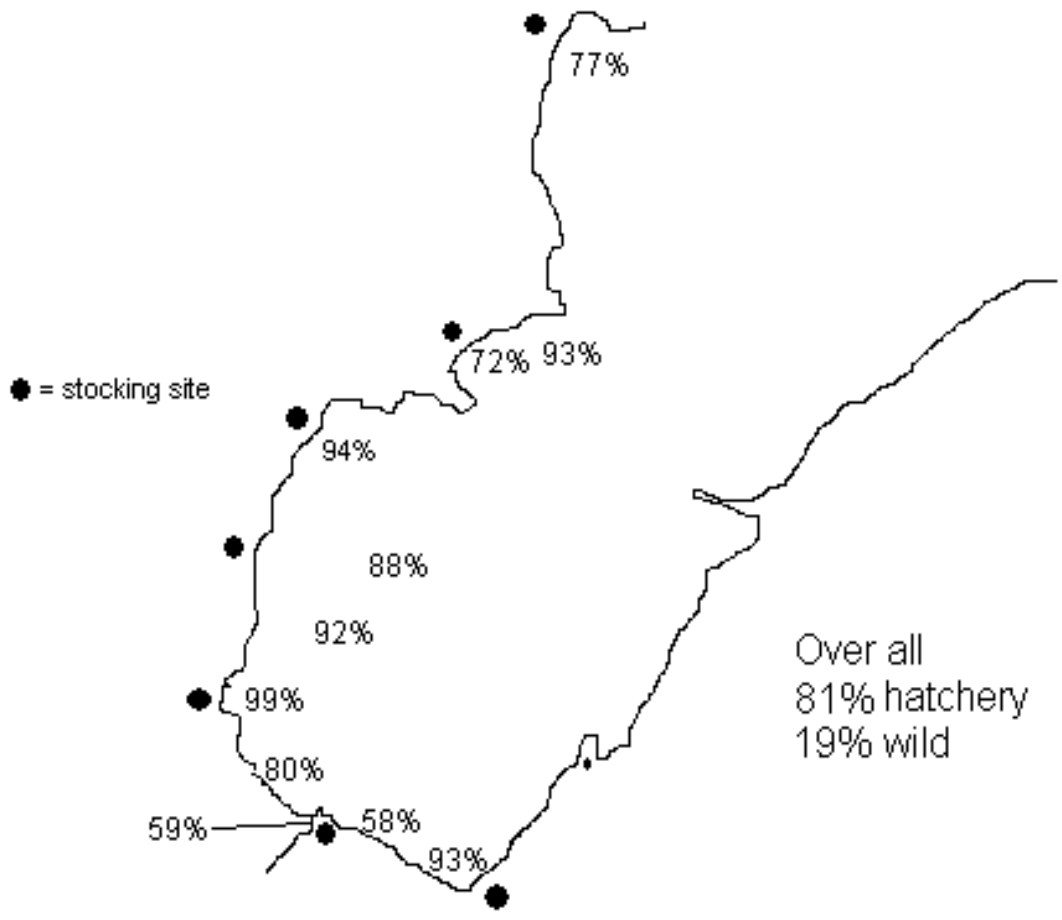 77%
72% 93%
● = stocking site
94%
88%
92%
Over all
81% hatchery
19% wild
99%
80%
59%
58%
93%